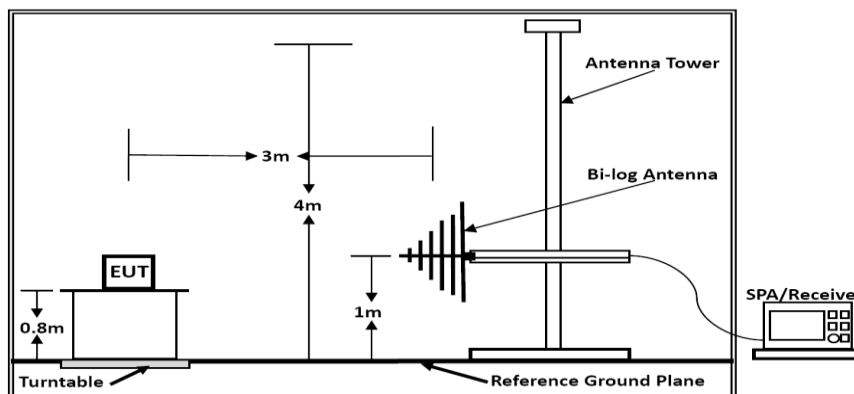 Antenna Tower
3m
Bi-log Antenna
4m
EUT
SPA/Receive
0.8m
1m
Turntable
Reference Ground Plane